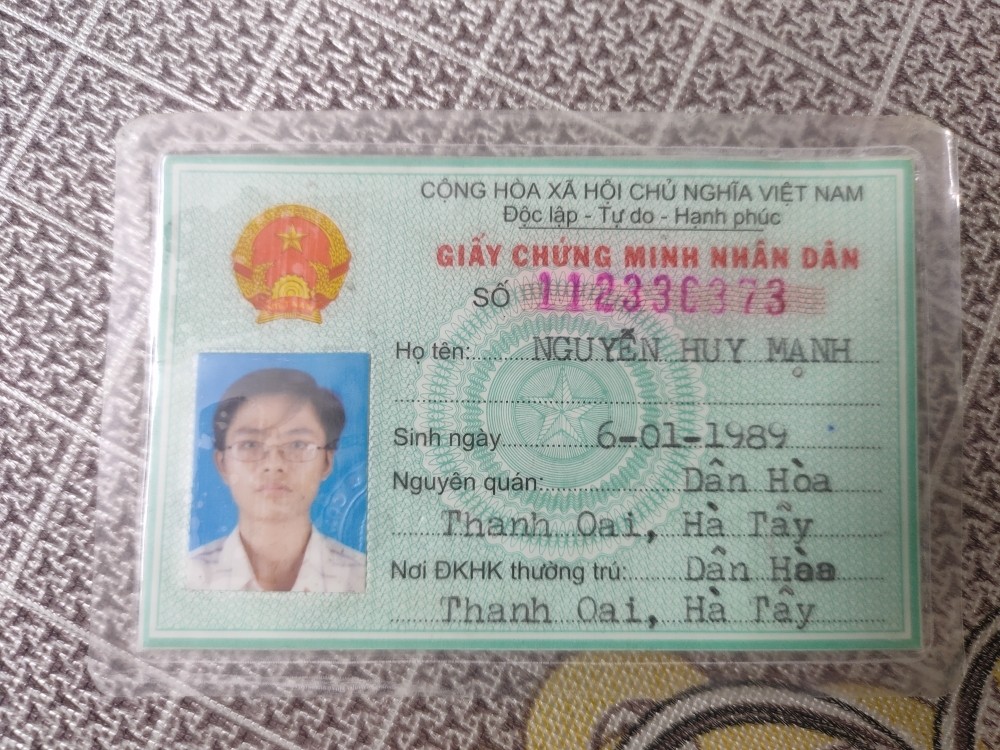 CỘNG HÒA XÃ HỘI CHỦ NGHĨA VIỆT NAM
Độc lập - Tự do - Hạnh phúc
GIẤY CHỨNG MINH NHÂN DÂN
SỐ 112330373
Họ tên: NGUYỄN HUY MẠNH
Sinh ngày 6-01-1989
Nguyên quán: Dân Hòa
Thanh Oai, Hà Tây
Nơi ĐKHK thường trú: Dân Hòa
Thanh Oai, Hà Tây